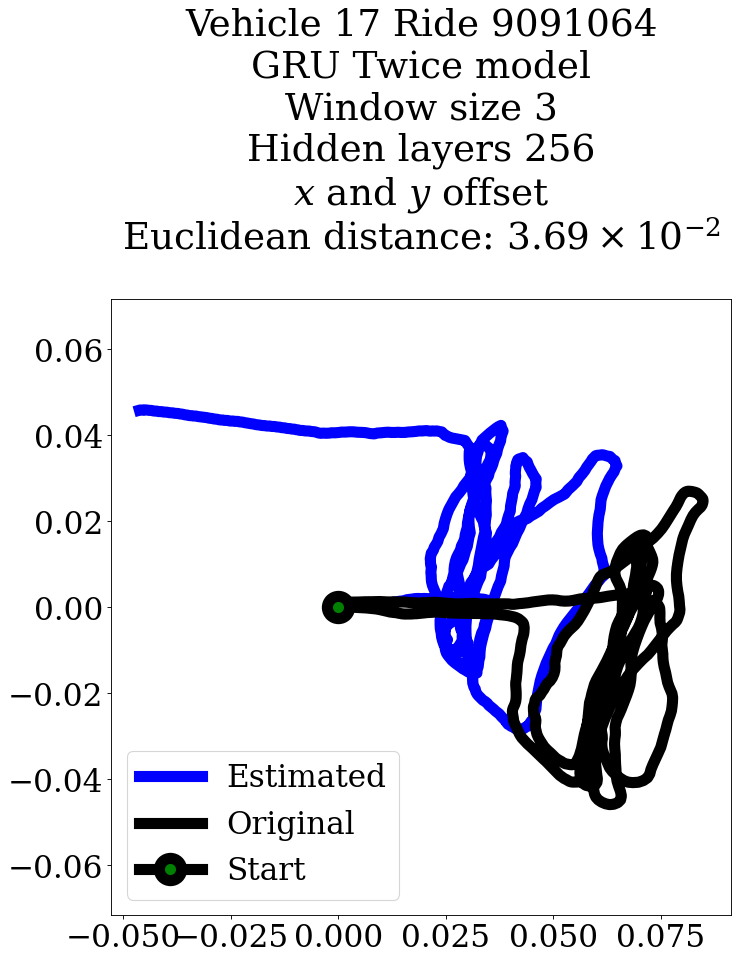 Vehicle 17 Ride 9091064
GRU Twice model
Window size 3
Hidden layers 256
x and y offset
Euclidean distance: 3.69 × 10⁻²
0.06
0.04
0.02
0.00
−0.02
−0.04
−0.06
Estimated
Original
Start
−0.050 −0.025 0.000 0.025 0.050 0.075